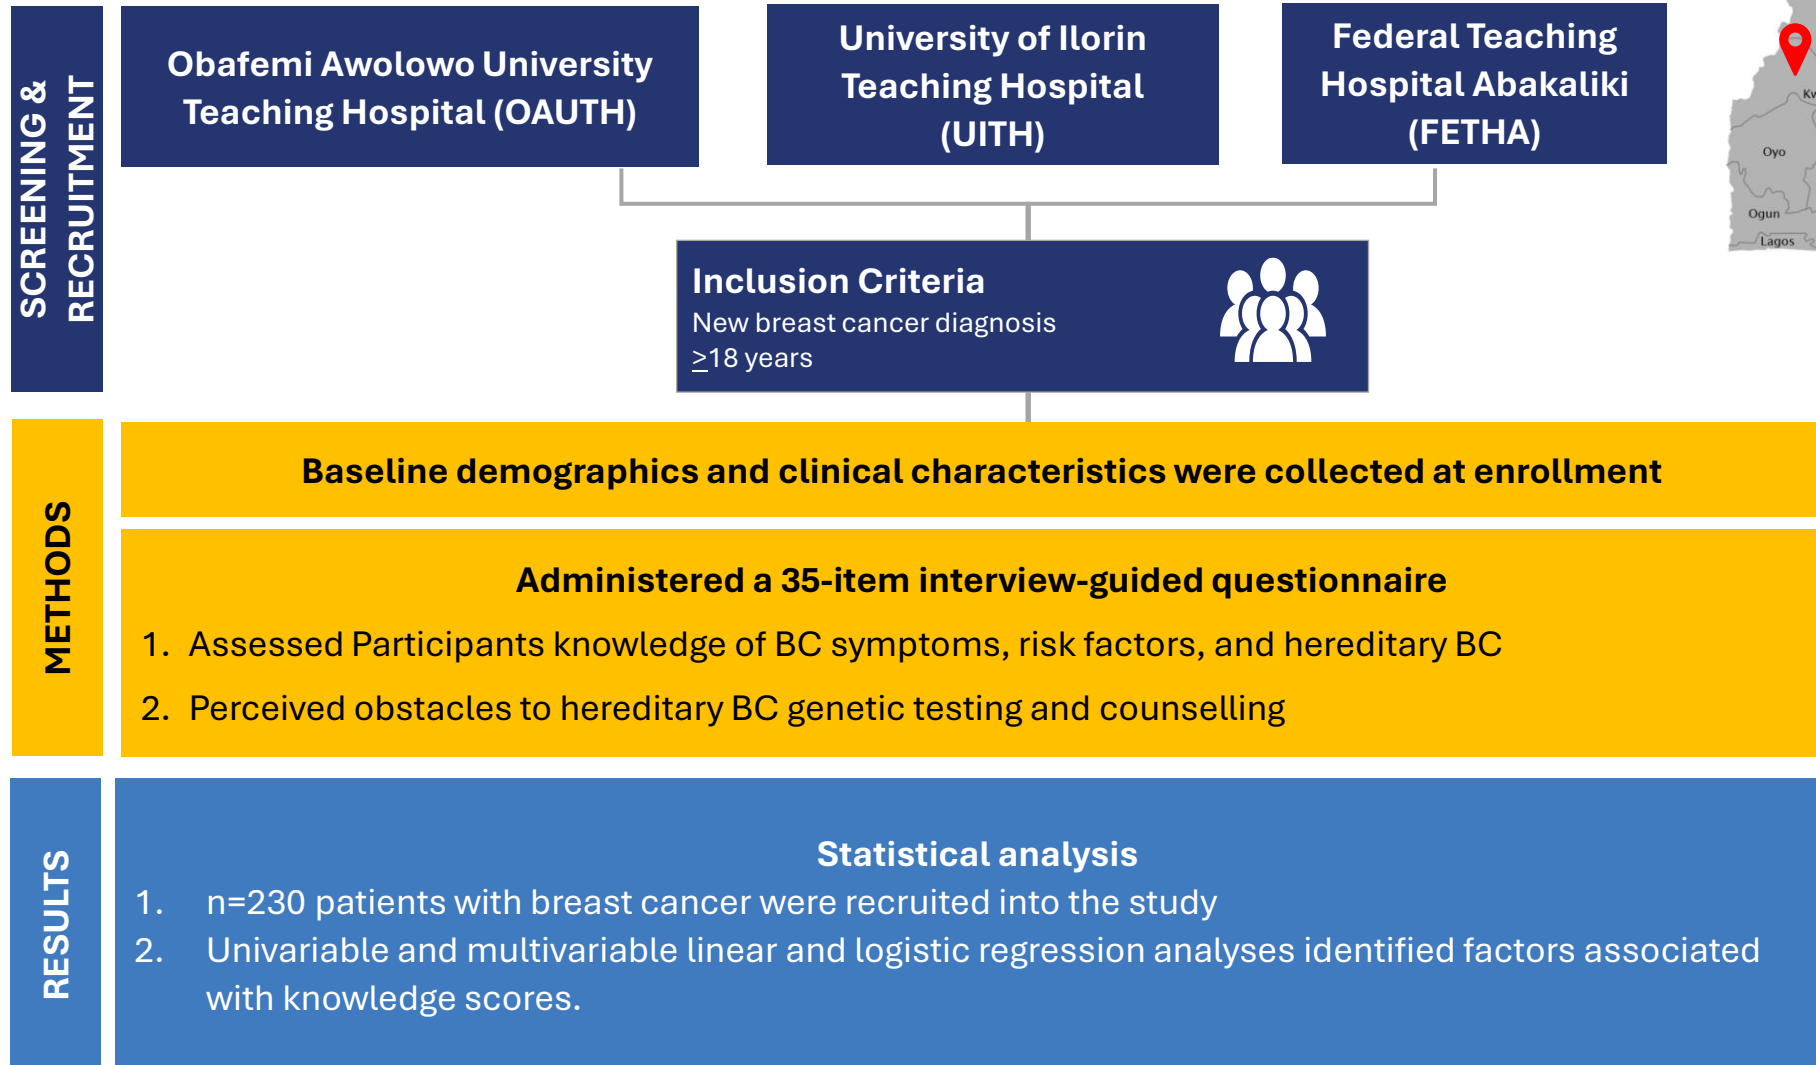 SCREENING &
RECRUITMENT
Obafemi Awolowo University
Teaching Hospital (OAUTH)
University of Ilorin
Teaching Hospital
(UITH)
Federal Teaching
Hospital Abakaliki
(FETHA)
Oyo
Ogun
Lagos
Inclusion Criteria
New breast cancer diagnosis
≥18 years
METHODS
Baseline demographics and clinical characteristics were collected at enrollment
Administered a 35-item interview-guided questionnaire
1. Assessed Participants knowledge of BC symptoms, risk factors, and hereditary BC
2. Perceived obstacles to hereditary BC genetic testing and counselling
RESULTS
Statistical analysis
1. n=230 patients with breast cancer were recruited into the study
2. Univariable and multivariable linear and logistic regression analyses identified factors associated
with knowledge scores.